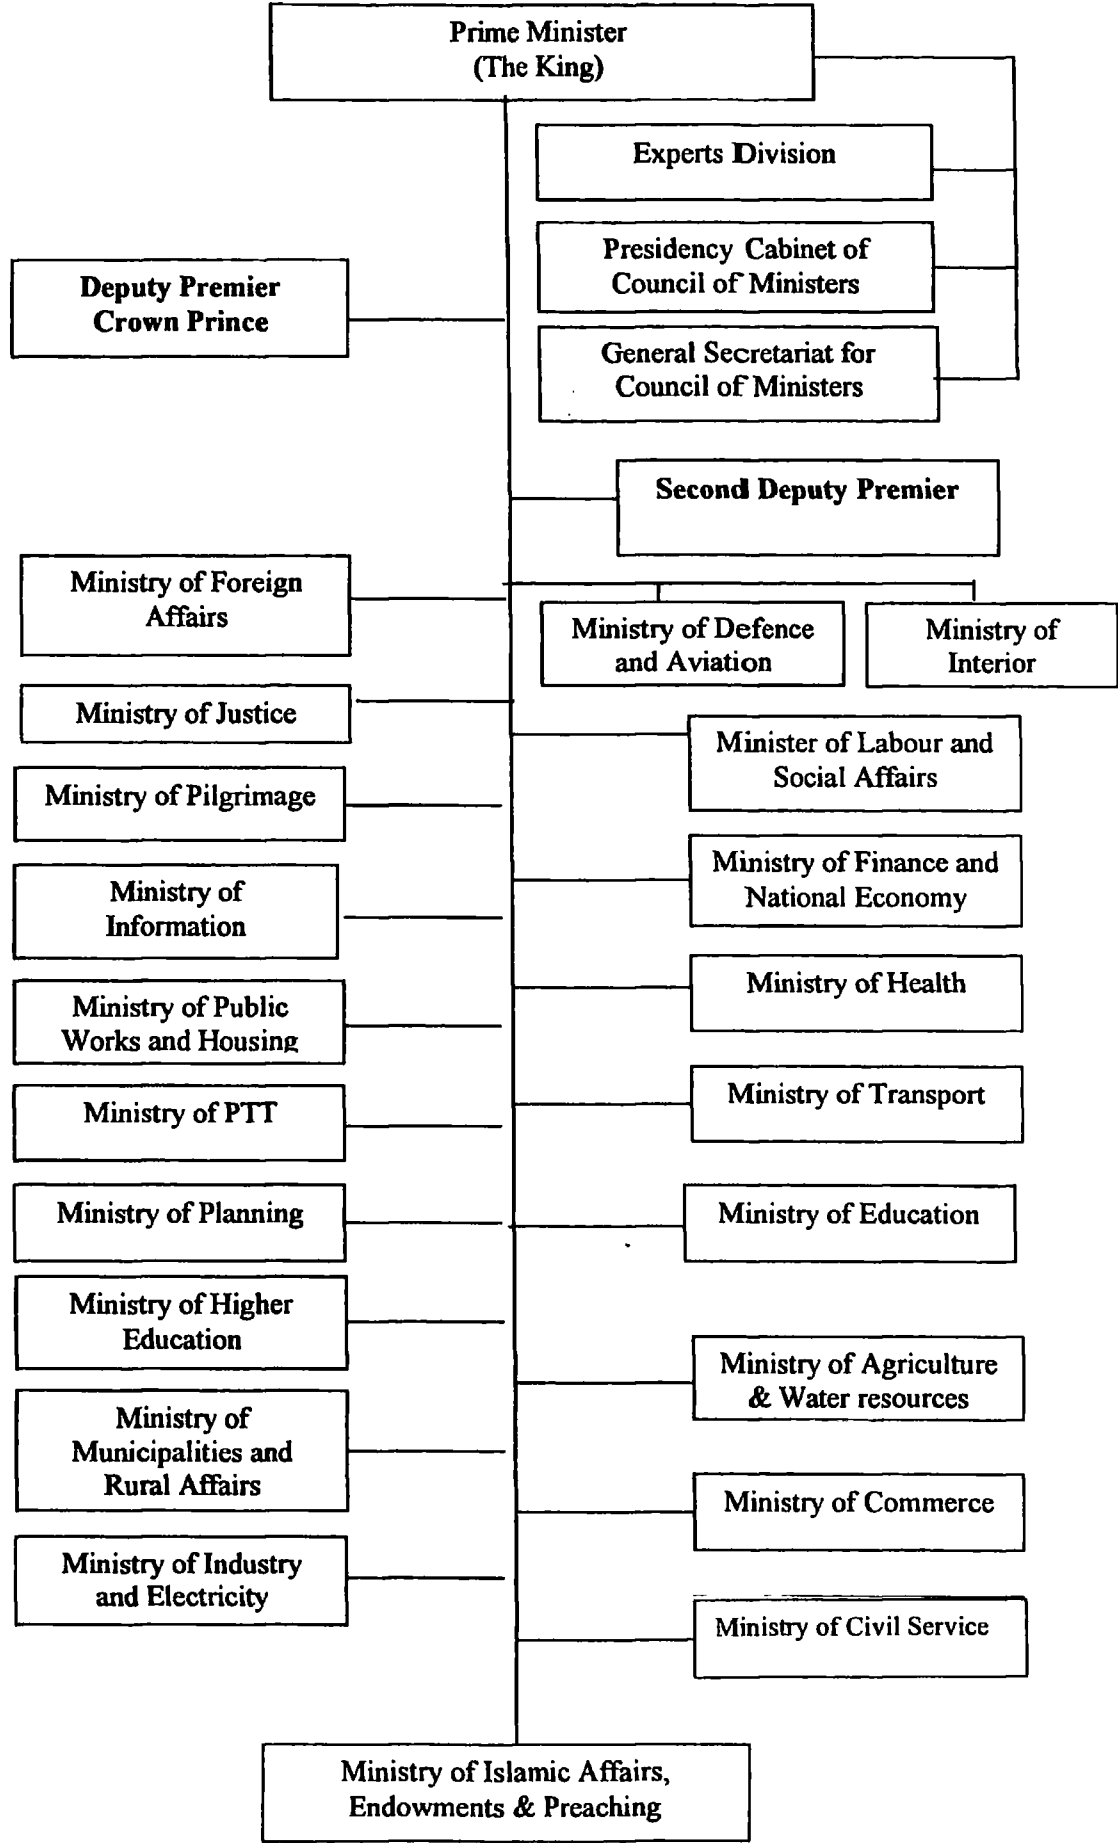 Prime Minister
(The King)
Experts Division
Presidency Cabinet of
Council of Ministers
Deputy Premier
Crown Prince
General Secretariat for
Council of Ministers
Second Deputy Premier
Ministry of Foreign
Affairs
Ministry of Defence
and Aviation
Ministry of
Interior
Ministry of Justice
Minister of Labour and
Social Affairs
Ministry of Pilgrimage
Ministry of Finance and
National Economy
Ministry of
Information
Ministry of Health
Ministry of Public
Works and Housing
Ministry of Transport
Ministry of PTT
Ministry of Planning
Ministry of Education
Ministry of Higher
Education
Ministry of Agriculture
& Water resources
Ministry of
Municipalities and
Rural Affairs
Ministry of Commerce
Ministry of Industry
and Electricity
Ministry of Civil Service
Ministry of Islamic Affairs,
Endowments & Preaching